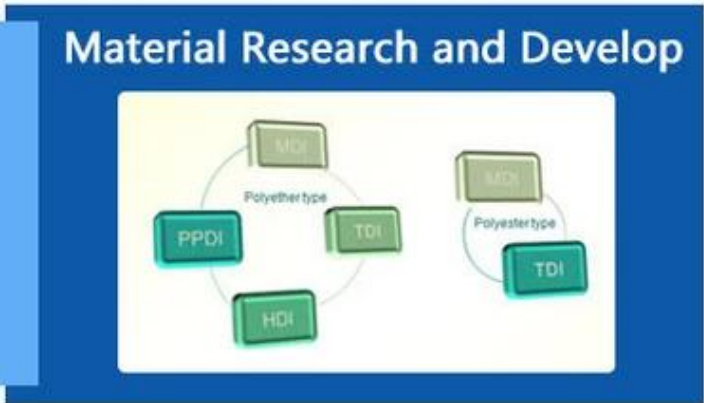 Material Research and Develop
MDI
Polyether type
PPDI
TDI
HDI
MDI
Polyester type
TDI